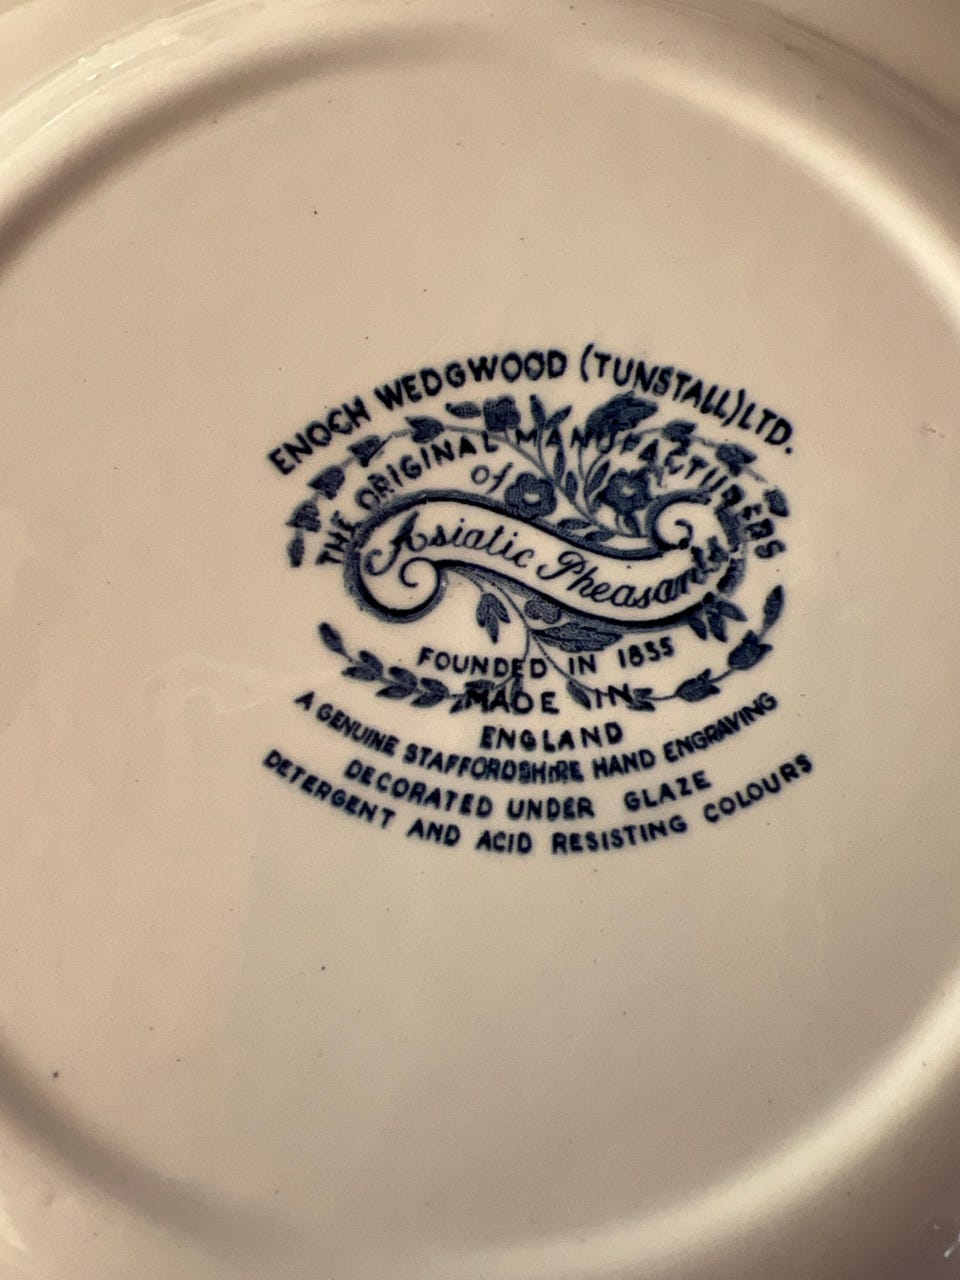 ENOCH WEDGWOOD (TUNSTALL) LTD.
THE ORIGINAL MANUFACTURERS
of
Asiatic Pheasants
FOUNDED IN 1835
MADE IN
ENGLAND
A GENUINE STAFFORDSHIRE HAND ENGRAVING
DECORATED UNDER GLAZE
DETERGENT AND ACID RESISTING COLOURS